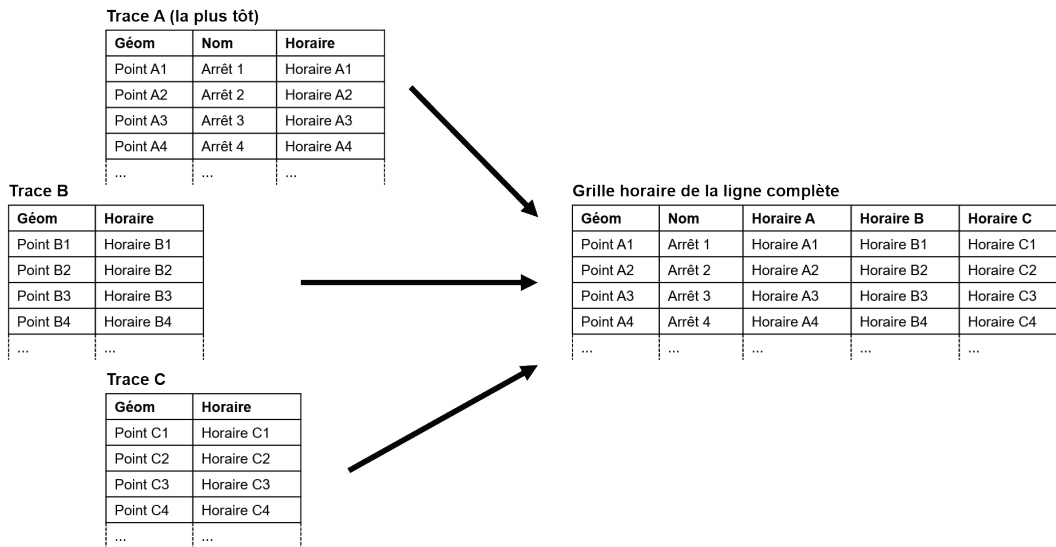 Trace A (la plus tôt)
Géom Nom Horaire
Point A1 Arrêt 1 Horaire A1
Point A2 Arrêt 2 Horaire A2
Point A3 Arrêt 3 Horaire A3
Point A4 Arrêt 4 Horaire A4
... ... ...
Trace B
Géom Horaire
Point B1 Horaire B1
Point B2 Horaire B2
Point B3 Horaire B3
Point B4 Horaire B4
... ...
Trace C
Géom Horaire
Point C1 Horaire C1
Point C2 Horaire C2
Point C3 Horaire C3
Point C4 Horaire C4
... ...
Grille horaire de la ligne complète
Géom Nom Horaire A Horaire B Horaire C
Point A1 Arrêt 1 Horaire A1 Horaire B1 Horaire C1
Point A2 Arrêt 2 Horaire A2 Horaire B2 Horaire C2
Point A3 Arrêt 3 Horaire A3 Horaire B3 Horaire C3
Point A4 Arrêt 4 Horaire A4 Horaire B4 Horaire C4
... ... ... ... ...